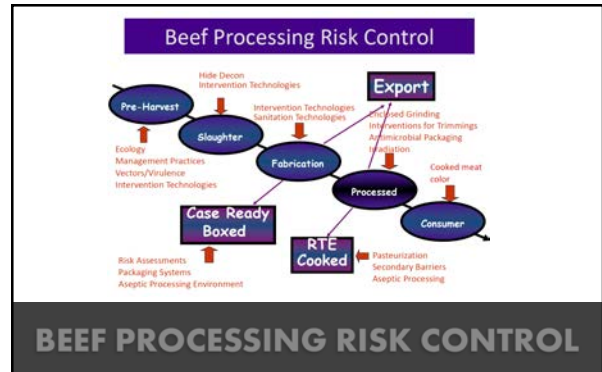 Beef Processing Risk Control
Hide Decon
Intervention Technologies
Export
Pre-Harvest
Intervention Technologies
Sanitation Technologies
Enclosed Grinding
Interventions for Trimmings
Antimicrobial Packaging
Irradiation
Slaughter
Ecology
Management Practices
Vectors/Virulence
Intervention Technologies
Fabrication
Cooked meat
color
Processed
Case Ready
Boxed
Consumer
RTE
Cooked
Risk Assessments
Packaging Systems
Aseptic Processing Environment
Pasteurization
Secondary Barriers
Aseptic Processing
BEEF PROCESSING RISK CONTROL